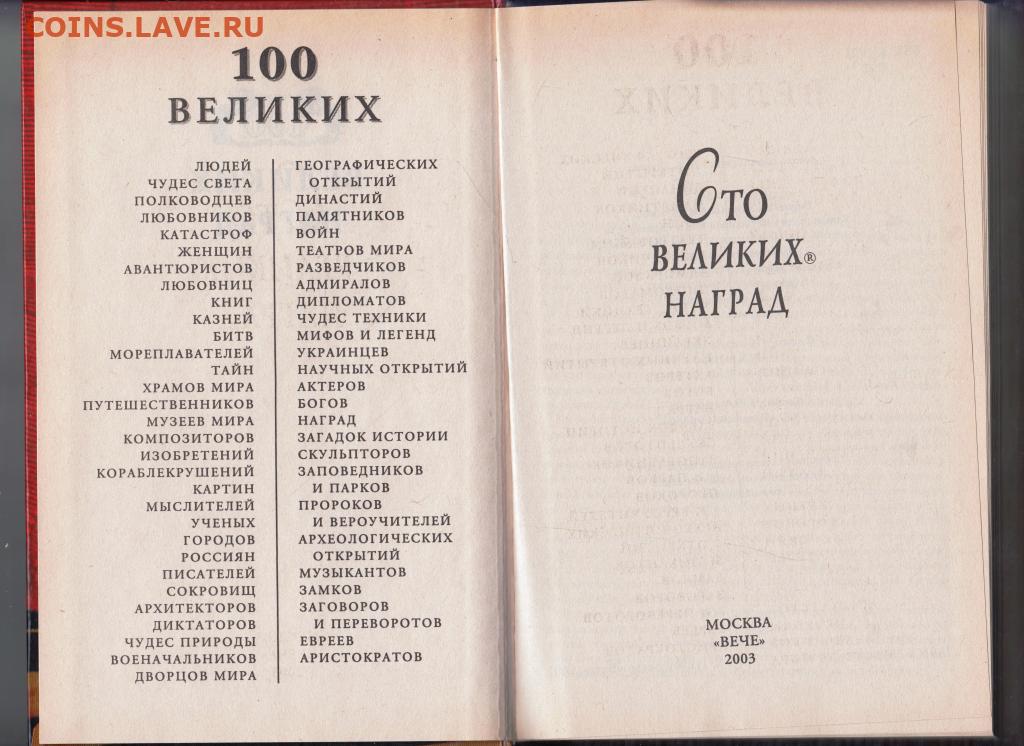 COINS.LAVE.RU
100
ВЕЛИКИХ
ЛЮДЕЙ
ЧУДЕС СВЕТА
ПОЛКОВОДЦЕВ
ЛЮБОВНИКОВ
КАТАСТРОФ
ЖЕНЩИН
АВАНТЮРИСТОВ
ЛЮБОВНИЦ
КНИГ
КАЗНЕЙ
БИТВ
МОРЕПЛАВАТЕЛЕЙ
ТАЙН
ХРАМОВ МИРА
ПУТЕШЕСТВЕННИКОВ
МУЗЕЕВ МИРА
КОМПОЗИТОРОВ
ИЗОБРЕТЕНИЙ
КОРАБЛЕКРУШЕНИЙ
КАРТИН
МЫСЛИТЕЛЕЙ
УЧЕНЫХ
ГОРОДОВ
РОССИЯН
ПИСАТЕЛЕЙ
СОКРОВИЩ
АРХИТЕКТОРОВ
ДИКТАТОРОВ
ЧУДЕС ПРИРОДЫ
ВОЕНАЧАЛЬНИКОВ
ДВОРЦОВ МИРА
ГЕОГРАФИЧЕСКИХ
ОТКРЫТИЙ
ДИНАСТИЙ
ПАМЯТНИКОВ
ВОЙН
ТЕАТРОВ МИРА
РАЗВЕДЧИКОВ
АДМИРАЛОВ
ДИПЛОМАТОВ
ЧУДЕС ТЕХНИКИ
МИФОВ И ЛЕГЕНД
УКРАИНЦЕВ
НАУЧНЫХ ОТКРЫТИЙ
АКТЕРОВ
БОГОВ
НАГРАД
ЗАГАДОК ИСТОРИИ
СКУЛЬПТОРОВ
ЗАПОВЕДНИКОВ
И ПАРКОВ
ПРОРОКОВ
И ВЕРОУЧИТЕЛЕЙ
АРХЕОЛОГИЧЕСКИХ
ОТКРЫТИЙ
МУЗЫКАНТОВ
ЗАМКОВ
ЗАГОВОРОВ
И ПЕРЕВОРОТОВ
ЕВРЕЕВ
АРИСТОКРАТОВ
Сто
ВЕЛИКИХ®
НАГРАД
МОСКВА
«ВЕЧЕ»
2003